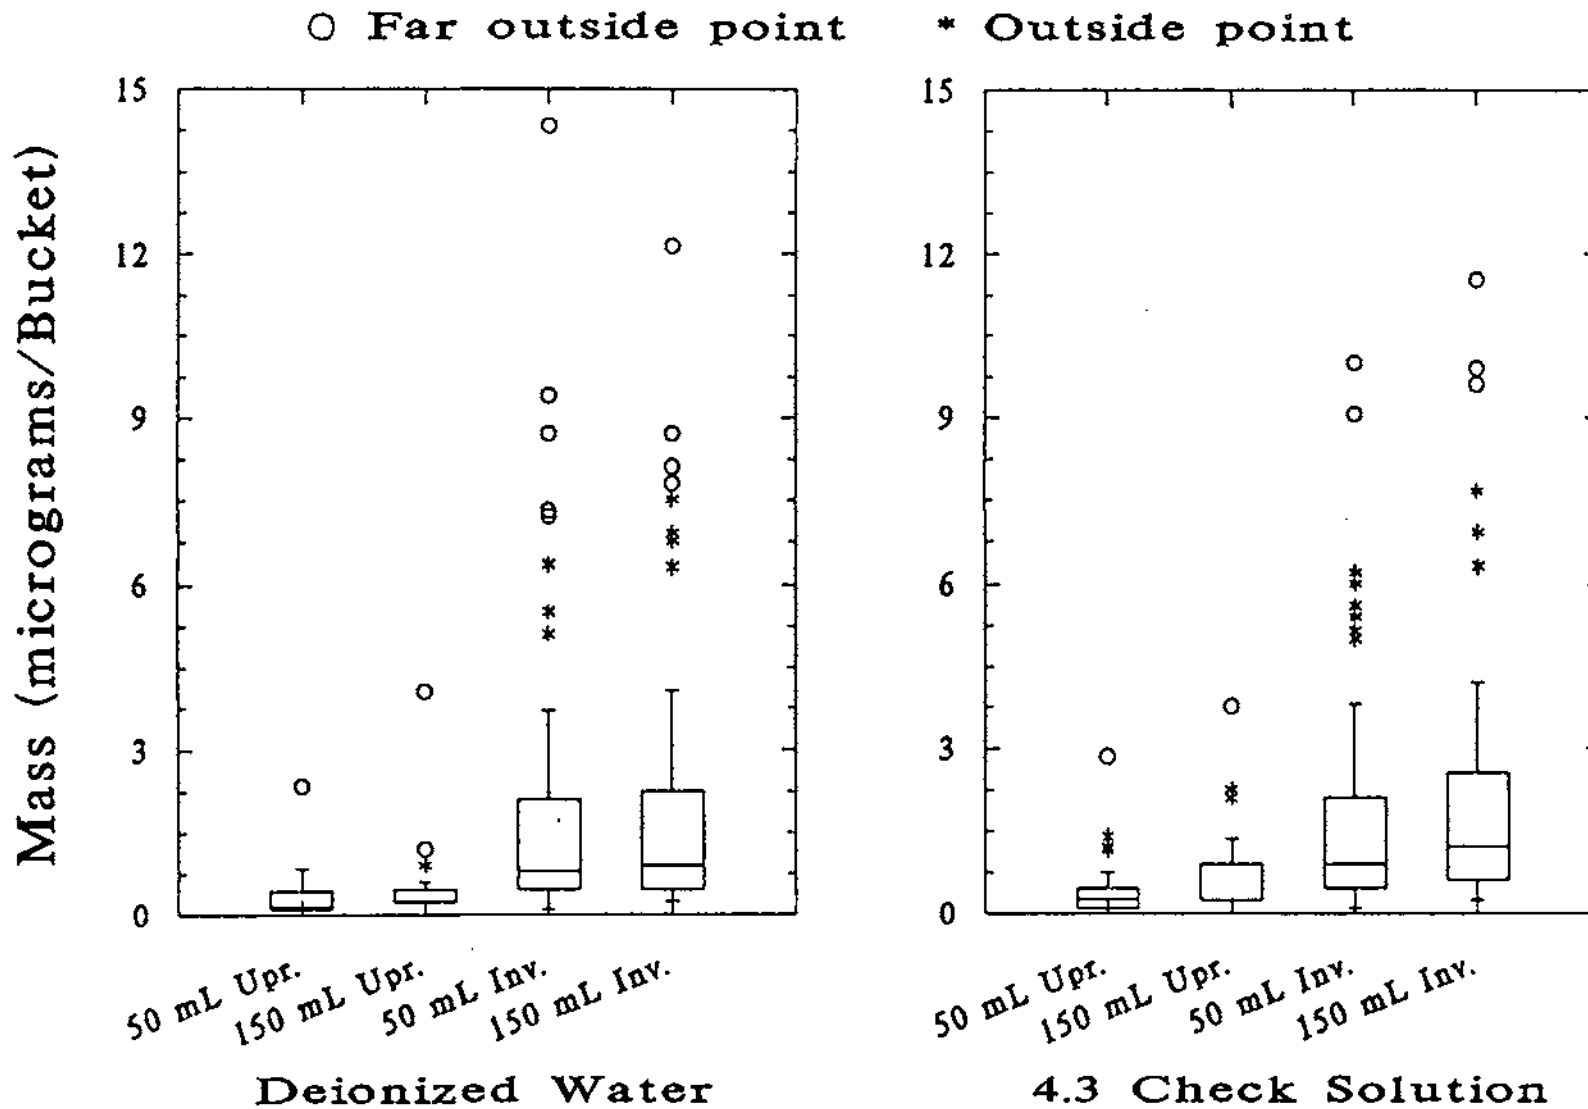 ○ Far outside point * Outside point
Mass (micrograms/Bucket)
15
12
9
6
3
0
50 mL Upr.
150 mL Upr.
50 mL Inv.
150 mL Inv.
Deionized Water
15
12
9
6
3
0
50 mL Upr.
150 mL Upr.
50 mL Inv.
150 mL Inv.
4.3 Check Solution